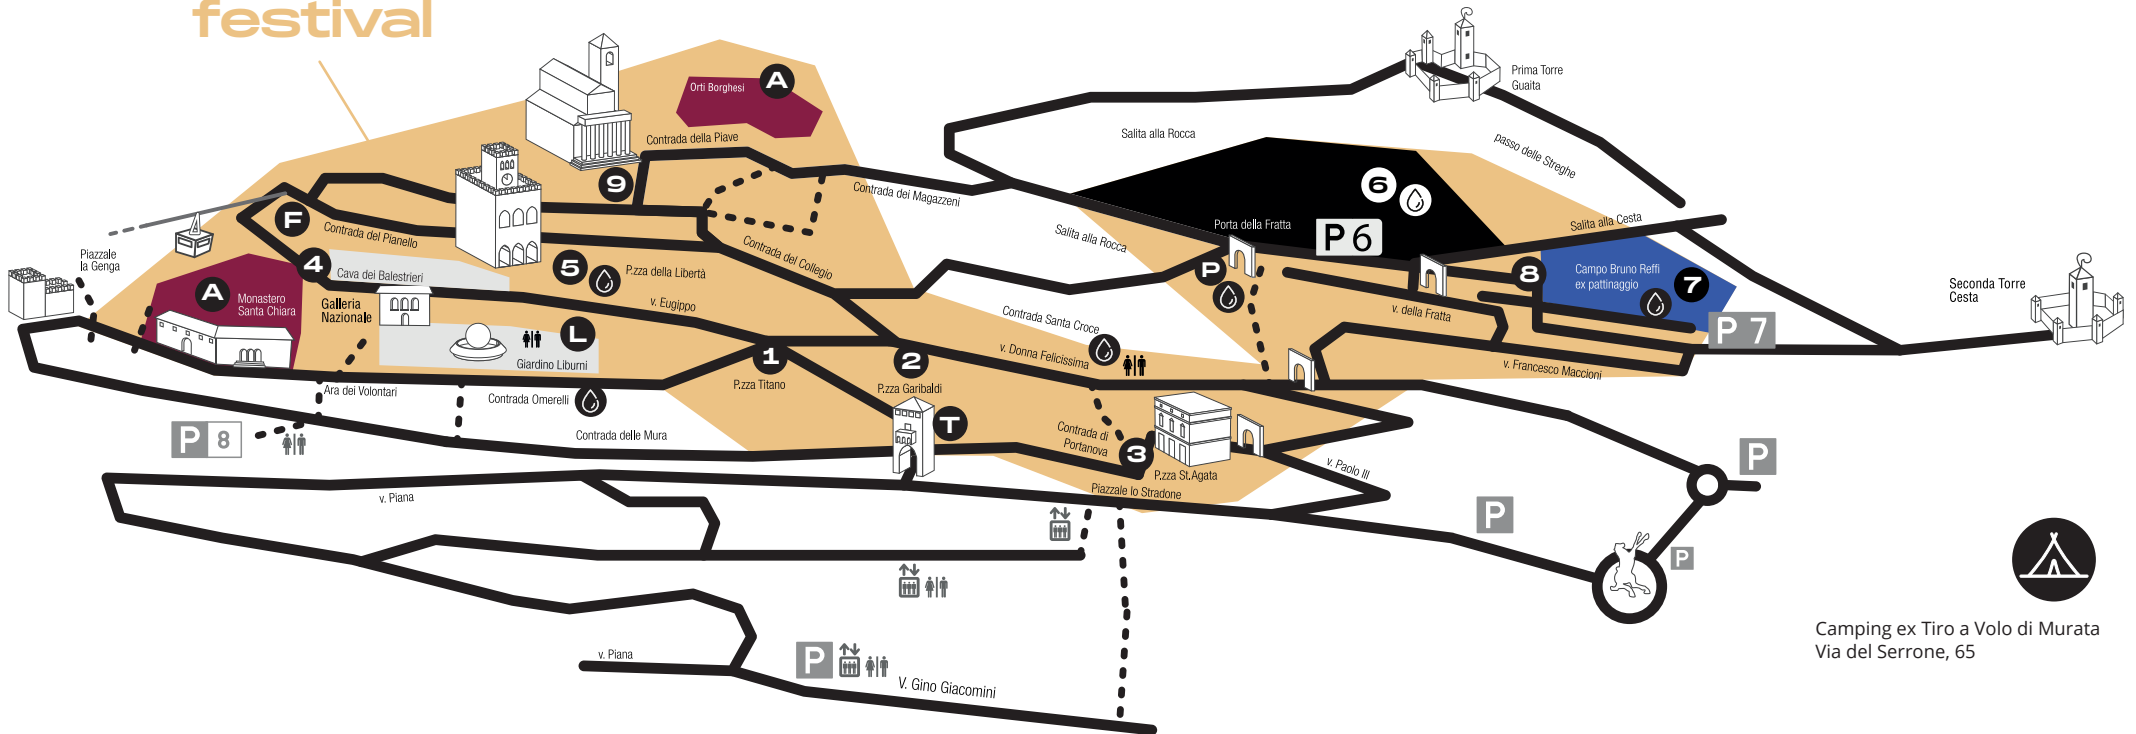 festival
Orti Borghesi
A
Prima Torre
Guaita
Contrada della Piave
Salita alla Rocca
passo delle Streghe
9
6
Contrada dei Magazzeni
F
Contrada del Pianello
Porta della Fratta
P 6
Salita alla Cesta
Salita alla Rocca
Piazzale
la Genga
4
Cava dei Balestrieri
5
P.zza della Libertà
Contrada del Collegio
P
8
Campo Bruno Reffi
ex pattinaggio
7
A
Monastero
Santa Chiara
Galleria
Nazionale
v. Eugippo
Seconda Torre
Cesta
Contrada Santa Croce
v. della Fratta
P 7
L
Giardino Liburni
1
P.zza Titano
2
P.zza Garibaldi
v. Donna Felicissima
v. Francesco Maccioni
Ara dei Volontari
Contrada Omerelli
P 8
Contrada delle Mura
T
Contrada di
Portanova
3
P.zza St.Agata
v. Paolo III
P
v. Piana
Piazzale lo Stradone
P
P
Camping ex Tiro a Volo di Murata
Via del Serrone, 65
v. Piana
P
V. Gino Giacomini